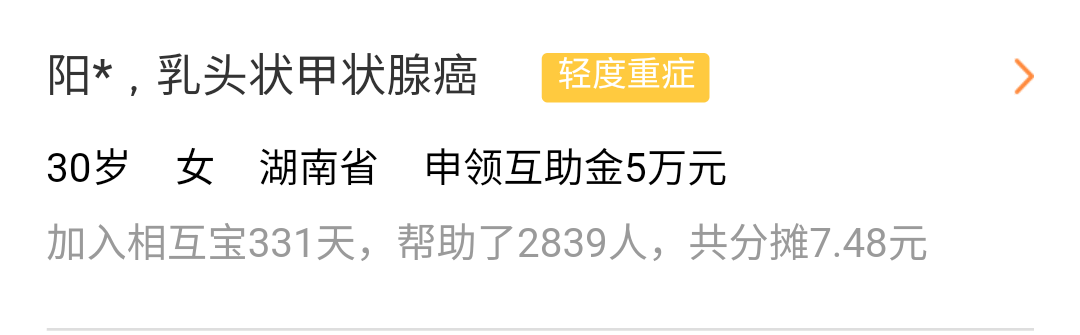 阳*，乳头状甲状腺癌 轻度重症
30岁 女 湖南省 申领互助金5万元
加入相互宝331天，帮助了2839人，共分摊7.48元